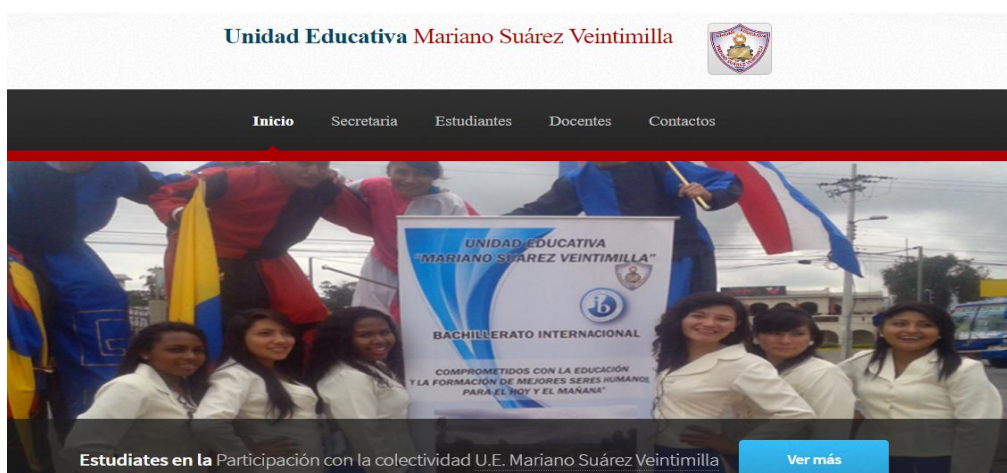 Unidad Educativa Mariano Suárez Veintimilla
Inicio Secretaria Estudiantes Docentes Contactos
UNIDAD EDUCATIVA
"MARIANO SUAREZ VEINTIMILLA"
ib
BACHILLERATO INTERNACIONAL
COMPROMETIDOS CON LA EDUCACIÓN
Y LA FORMACIÓN DE MEJORES SERES HUMANOS,
PARA EL HOY Y EL MAÑANA"
Estudiates en la Participación con la colectividad U.E. Mariano Suárez Veintimilla
Ver más